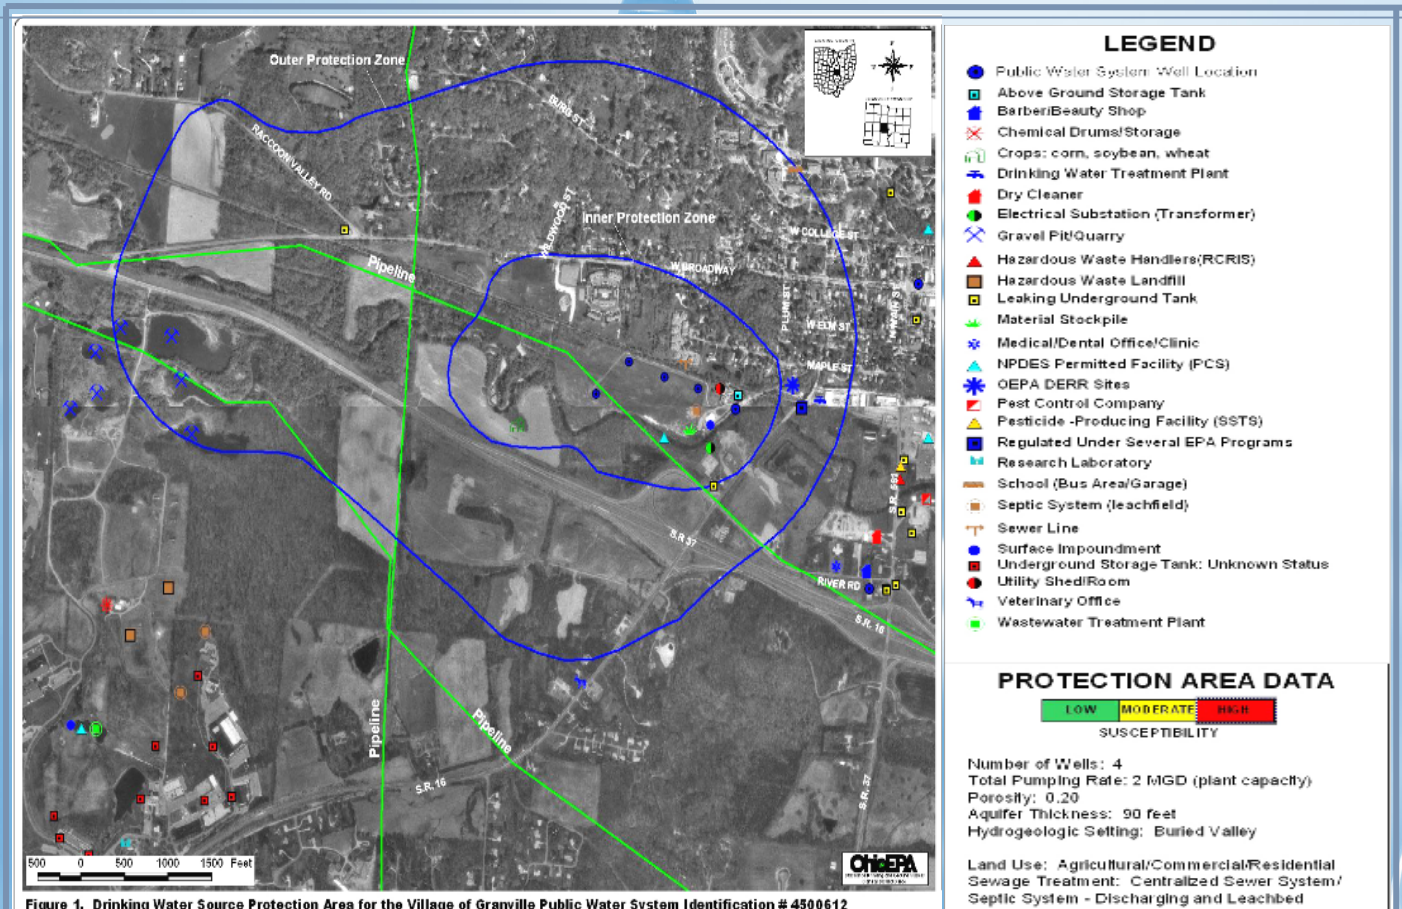 Outer Protection Zone
BURG ST
RACCOON VALLEY RD
WILDWOOD ST
Inner Protection Zone
W COLLEGE ST
Pipeline
W BROADWAY
PLUM ST
N MAIN ST
W ELM ST
MAPLE ST
S.R. 661
S.R 37
RIVER RD
S.R. 16
Pipeline
Pipeline
S.R. 16
S.R. 37
500 0 500 1000 1500 Feet
OhioEPA
Figure 1. Drinking Water Source Protection Area for the Village of Granville Public Water System Identification # 4500612
LEGEND
Public Water System Well Location
Above Ground Storage Tank
Barber/Beauty Shop
Chemical Drums/Storage
Crops: corn, soybean, wheat
Drinking Water Treatment Plant
Dry Cleaner
Electrical Substation (Transformer)
Gravel Pit/Quarry
Hazardous Waste Handlers(RCRIS)
Hazardous Waste Landfill
Leaking Underground Tank
Material Stockpile
Medical/Dental Office/Clinic
NPDES Permitted Facility (PCS)
OEPA DERR Sites
Pest Control Company
Pesticide -Producing Facility (SSTS)
Regulated Under Several EPA Programs
Research Laboratory
School (Bus Area/Garage)
Septic System (leachfield)
Sewer Line
Surface Impoundment
Underground Storage Tank: Unknown Status
Utility Shed/Room
Veterinary Office
Wastewater Treatment Plant
PROTECTION AREA DATA
LOW MODERATE HIGH
SUSCEPTIBILITY
Number of Wells: 4
Total Pumping Rate: 2 MGD (plant capacity)
Porosity: 0.20
Aquifer Thickness: 90 feet
Hydrogeologic Setting: Buried Valley
Land Use: Agricultural/Commercial/Residential
Sewage Treatment: Centralized Sewer System/
Septic System - Discharging and Leachbed